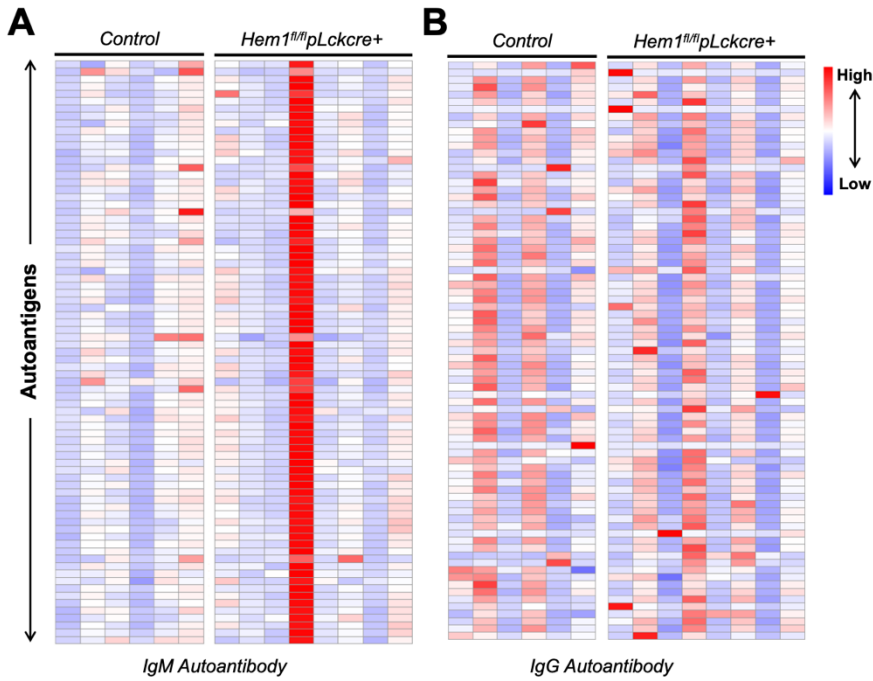 A
B
Control
Hem1fl/flpLckcre+
Control
Hem1fl/flpLckcre+
High
Low
Autoantigens
IgM Autoantibody
IgG Autoantibody